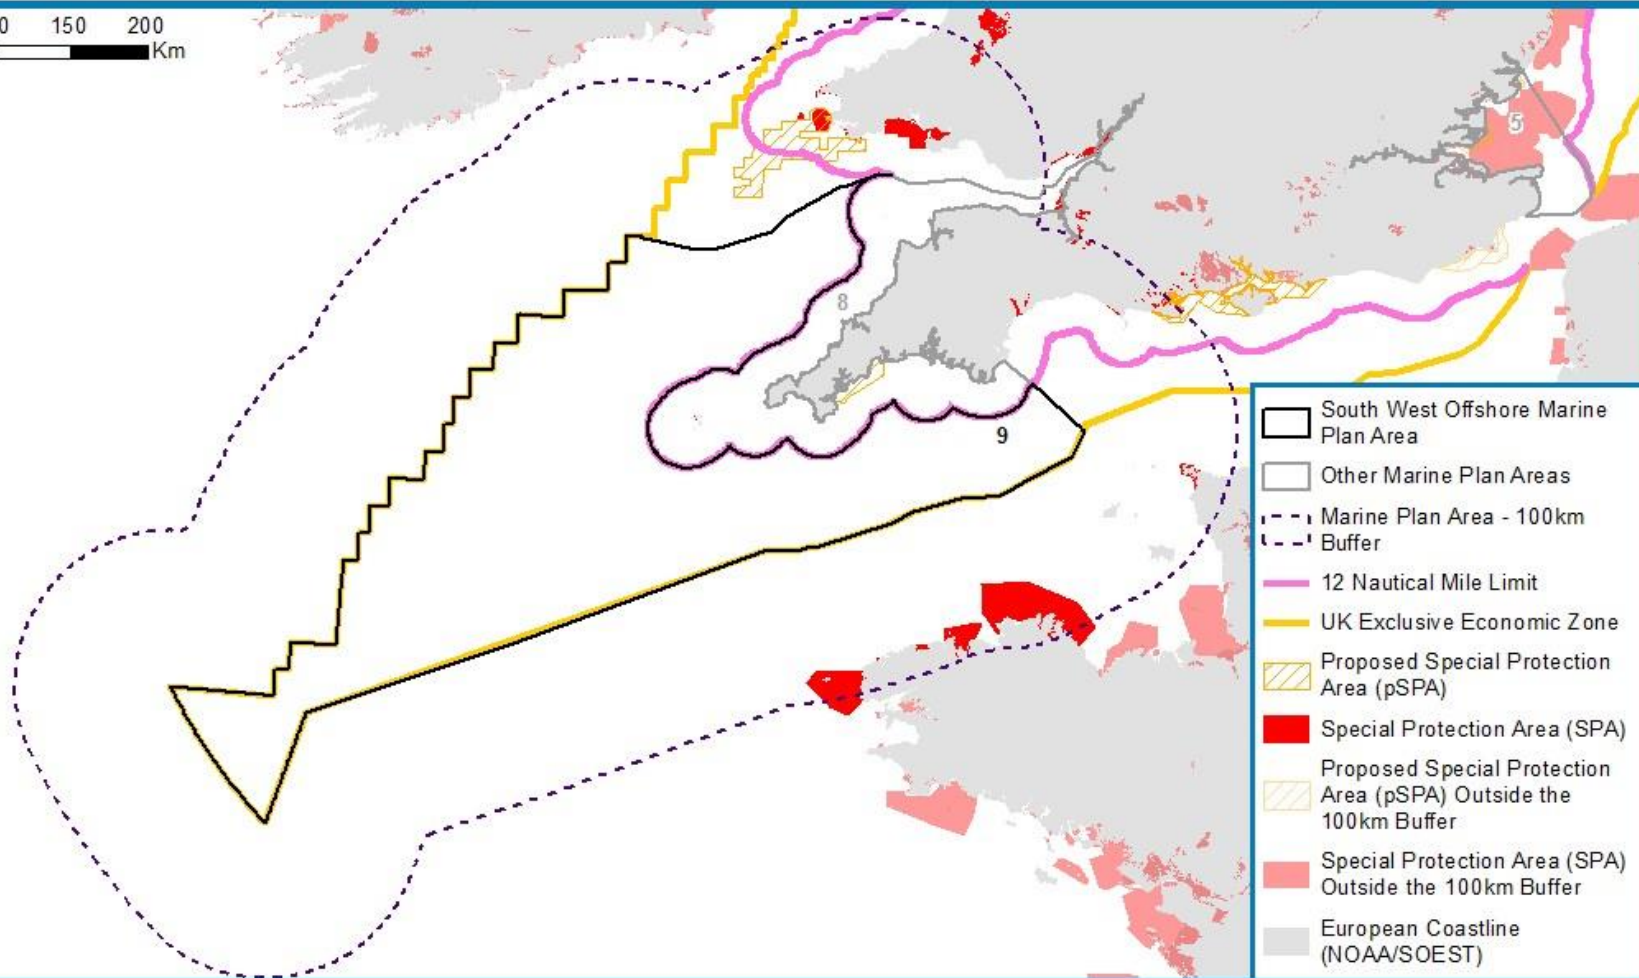 0 150 200
Km
5
8
9
South West Offshore Marine
Plan Area
Other Marine Plan Areas
Marine Plan Area - 100km
Buffer
12 Nautical Mile Limit
UK Exclusive Economic Zone
Proposed Special Protection
Area (pSPA)
Special Protection Area (SPA)
Proposed Special Protection
Area (pSPA) Outside the
100km Buffer
Special Protection Area (SPA)
Outside the 100km Buffer
European Coastline
(NOAA/SOEST)